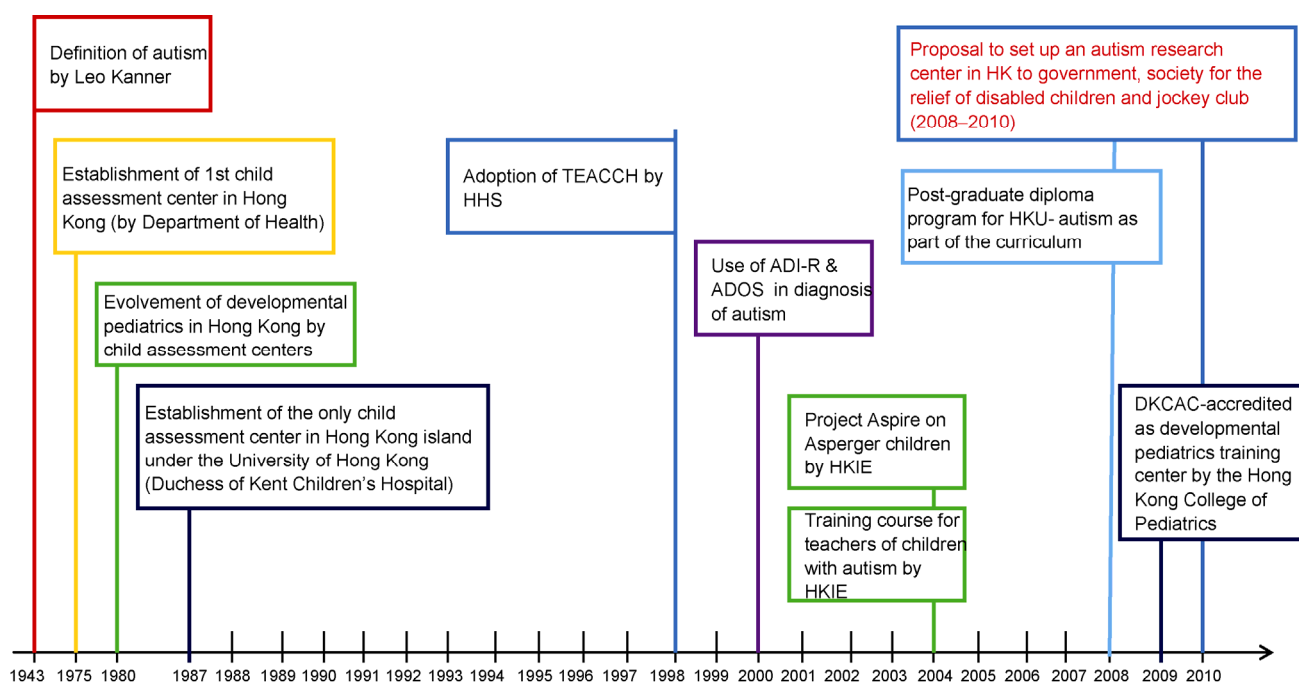 Definition of autism
by Leo Kanner
Establishment of 1st child
assessment center in Hong
Kong (by Department of Health)
Evolvement of developmental
pediatrics in Hong Kong by
child assessment centers
Establishment of the only child
assessment center in Hong Kong island
under the University of Hong Kong
(Duchess of Kent Children’s Hospital)
Adoption of TEACCH by
HHS
Use of ADI-R &
ADOS in diagnosis
of autism
Project Aspire on
Asperger children
by HKIE
Training course for
teachers of children
with autism by
HKIE
Proposal to set up an autism research
center in HK to government, society for the
relief of disabled children and jockey club
(2008–2010)
Post-graduate diploma
program for HKU- autism as
part of the curriculum
DKCAC-accredited
as developmental
pediatrics training
center by the Hong
Kong College of
Pediatrics
1943 1975 1980 1987 1988 1989 1990 1991 1992 1993 1994 1995 1996 1997 1998 1999 2000 2001 2002 2003 2004 2005 2006 2007 2008 2009 2010